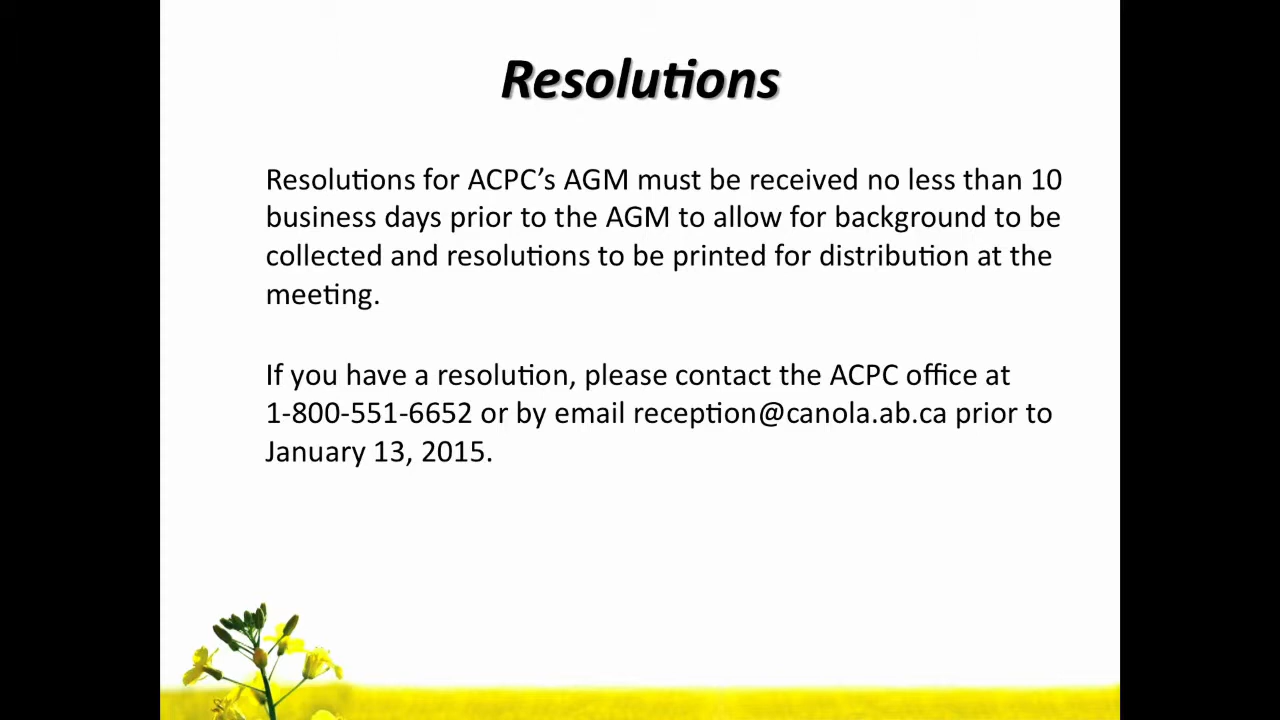 Resolutions
Resolutions for ACPC’s AGM must be received no less than 10
business days prior to the AGM to allow for background to be
collected and resolutions to be printed for distribution at the
meeting.
If you have a resolution, please contact the ACPC office at
1-800-551-6652 or by email reception@canola.ab.ca prior to
January 13, 2015.